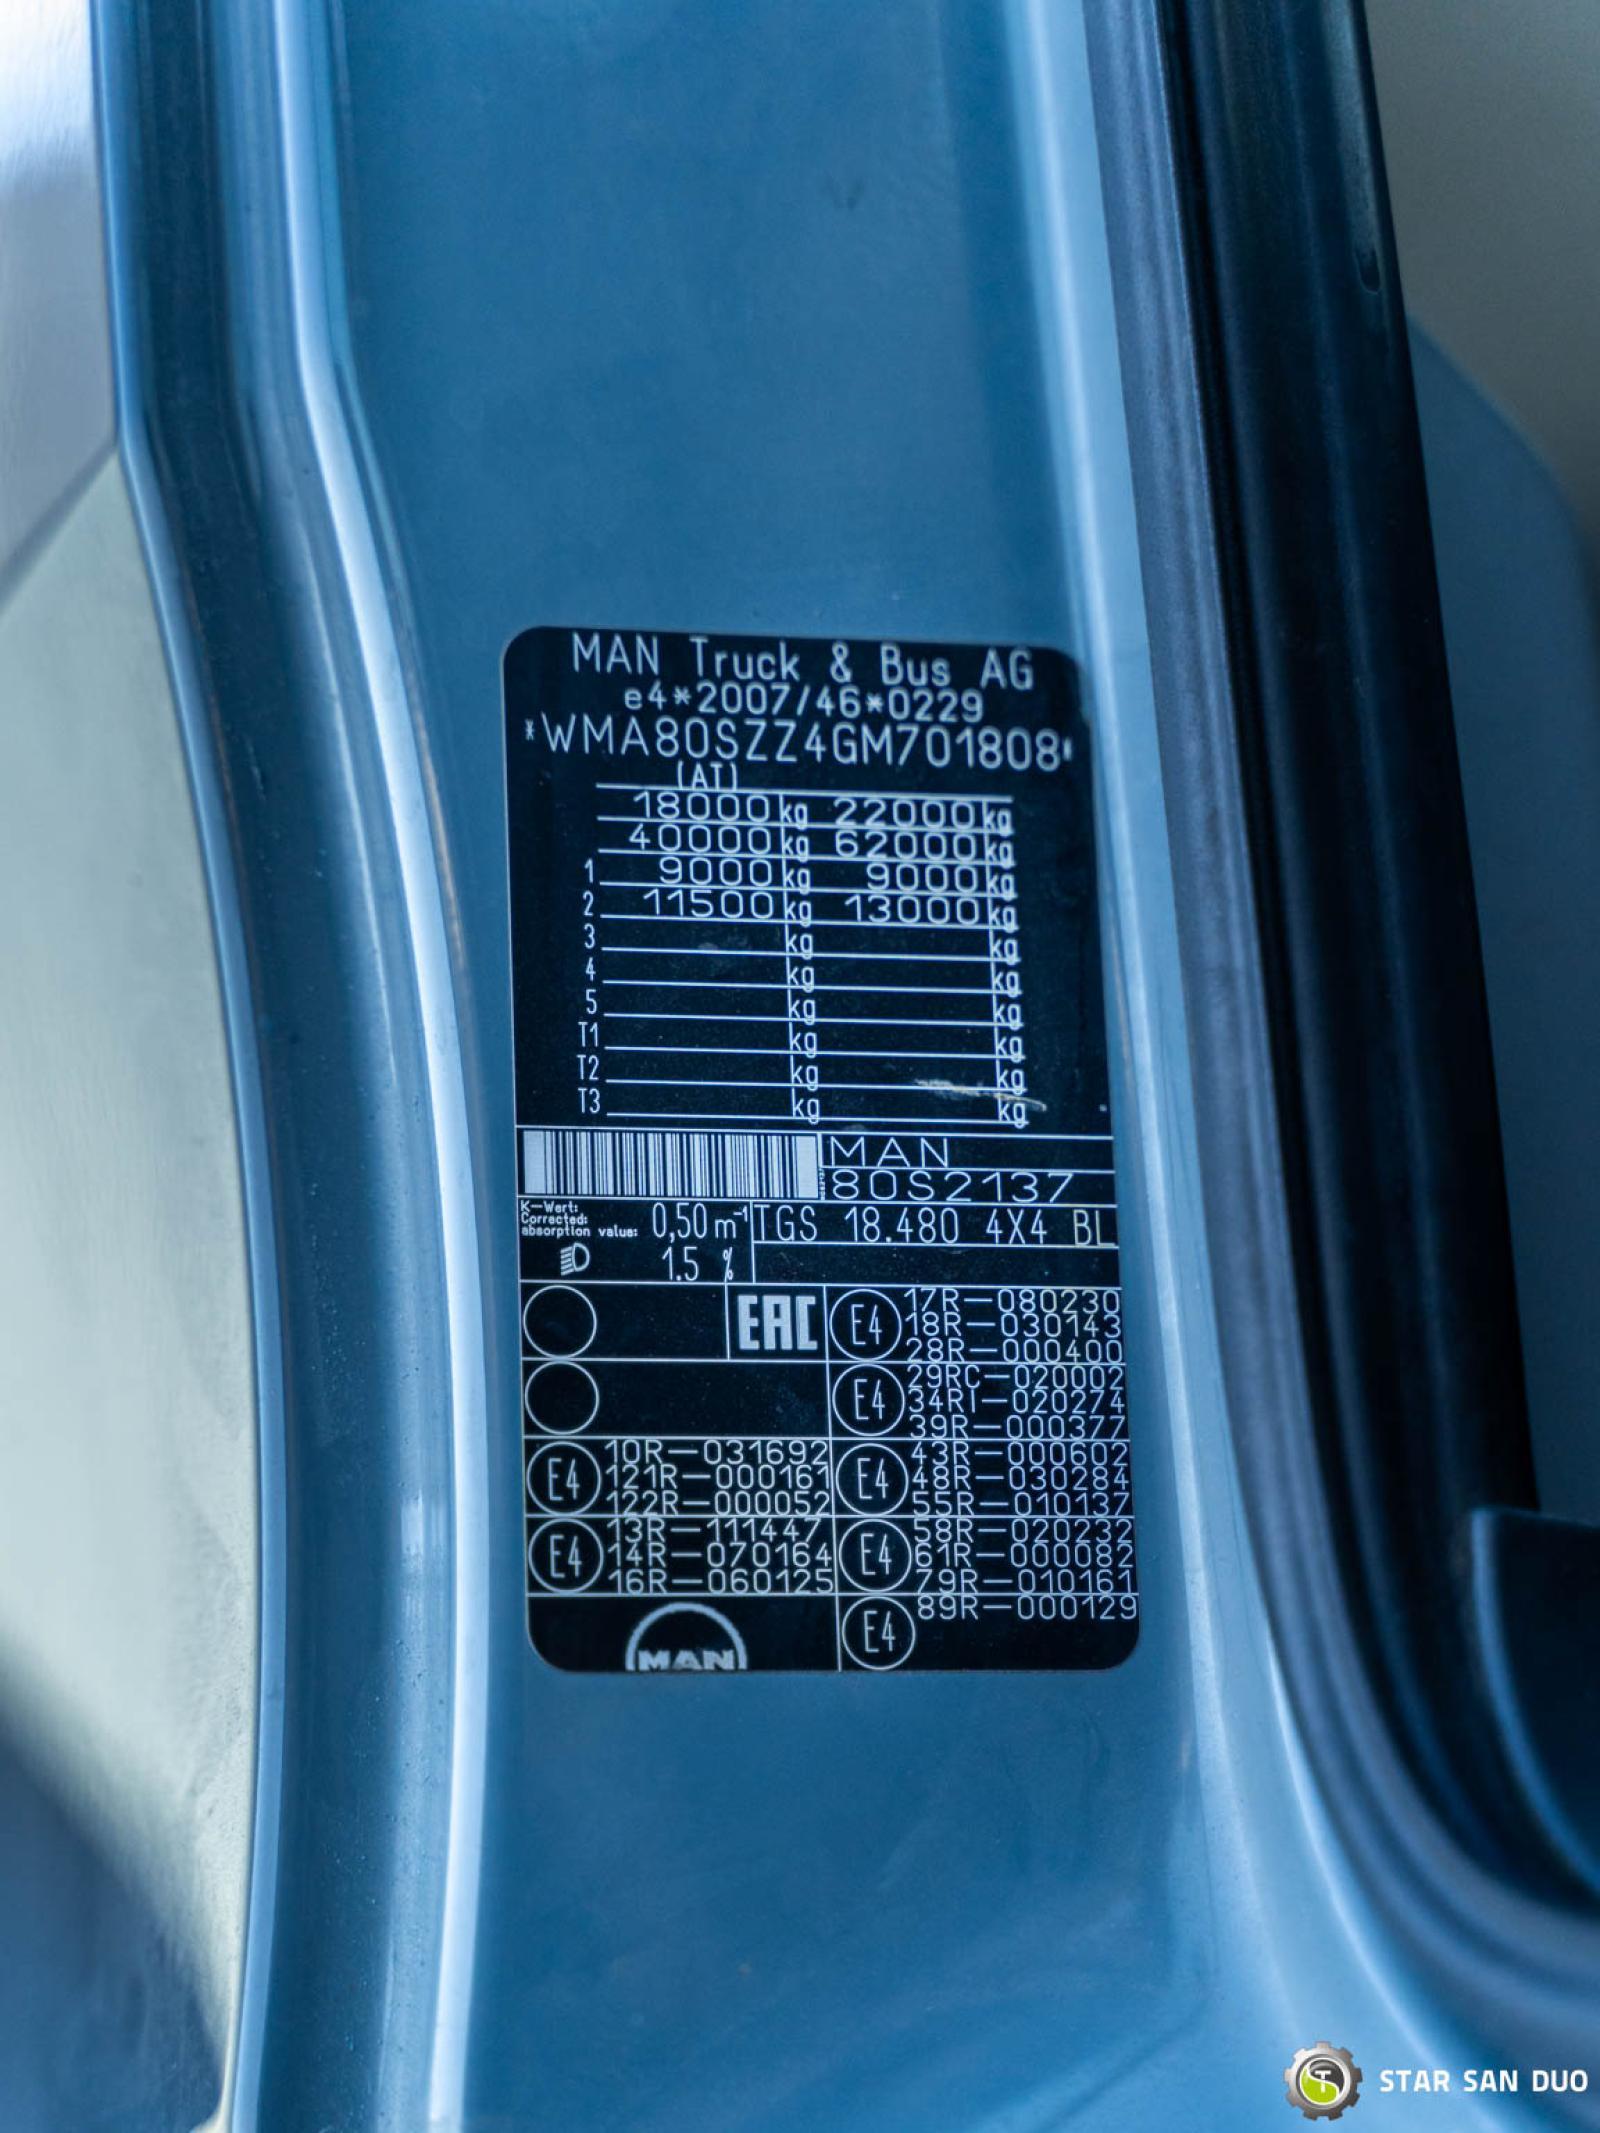 MAN Truck & Bus AG
e4*2007/46*0229
*WMA80SZZ4GM701808*
(AT)
18000 kg 22000 kg
40000 kg 62000 kg
1 9000 kg 9000 kg
2 11500 kg 13000 kg
3 kg kg
4 kg kg
5 kg kg
T1 kg kg
T2 kg kg
T3 kg kg
MAN
80S2137
K-Wert:
Corrected:
absorption value: 0,50 m⁻¹
TGS 18.480 4X4 BL
1.5 %
EAC
E4
17R-080230
18R-030143
28R-000400
E4
29RC-020002
34RI-020274
39R-000377
E4
10R-031692
121R-000161
122R-000052
E4
43R-000602
48R-030284
55R-010137
E4
13R-111447
14R-070164
16R-060125
E4
58R-020232
61R-000082
79R-010161
MAN
E4
89R-000129
STAR SAN DUO